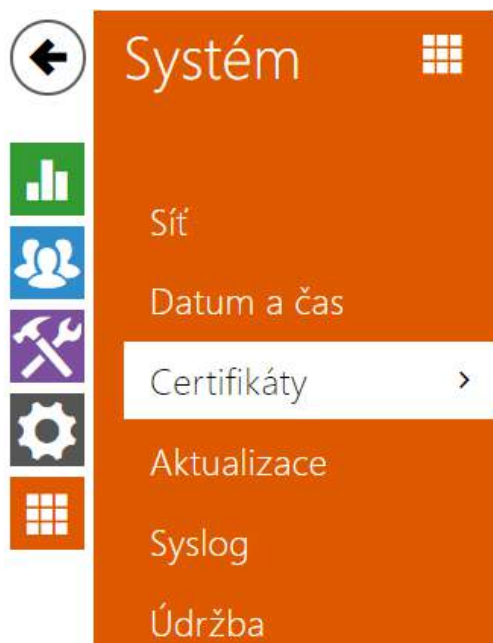 Systém
Síť
Datum a čas
Certifikáty
Aktualizace
Syslog
Údržba